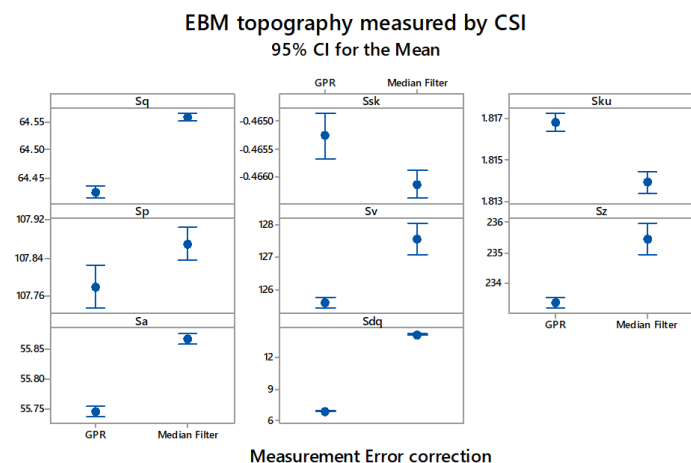 EBM topography measured by CSI
95% CI for the Mean
GPR Median Filter
Sq Ssk Sku
64.55 -0.4650 1.817
64.50 -0.4655 1.815
64.45 -0.4660 1.813
Sp Sv Sz
107.92 128 236
107.84 127 235
107.76 126 234
Sa Sdq
GPR Median Filter
55.85 12
55.80 9
55.75 6
GPR Median Filter
Measurement Error correction